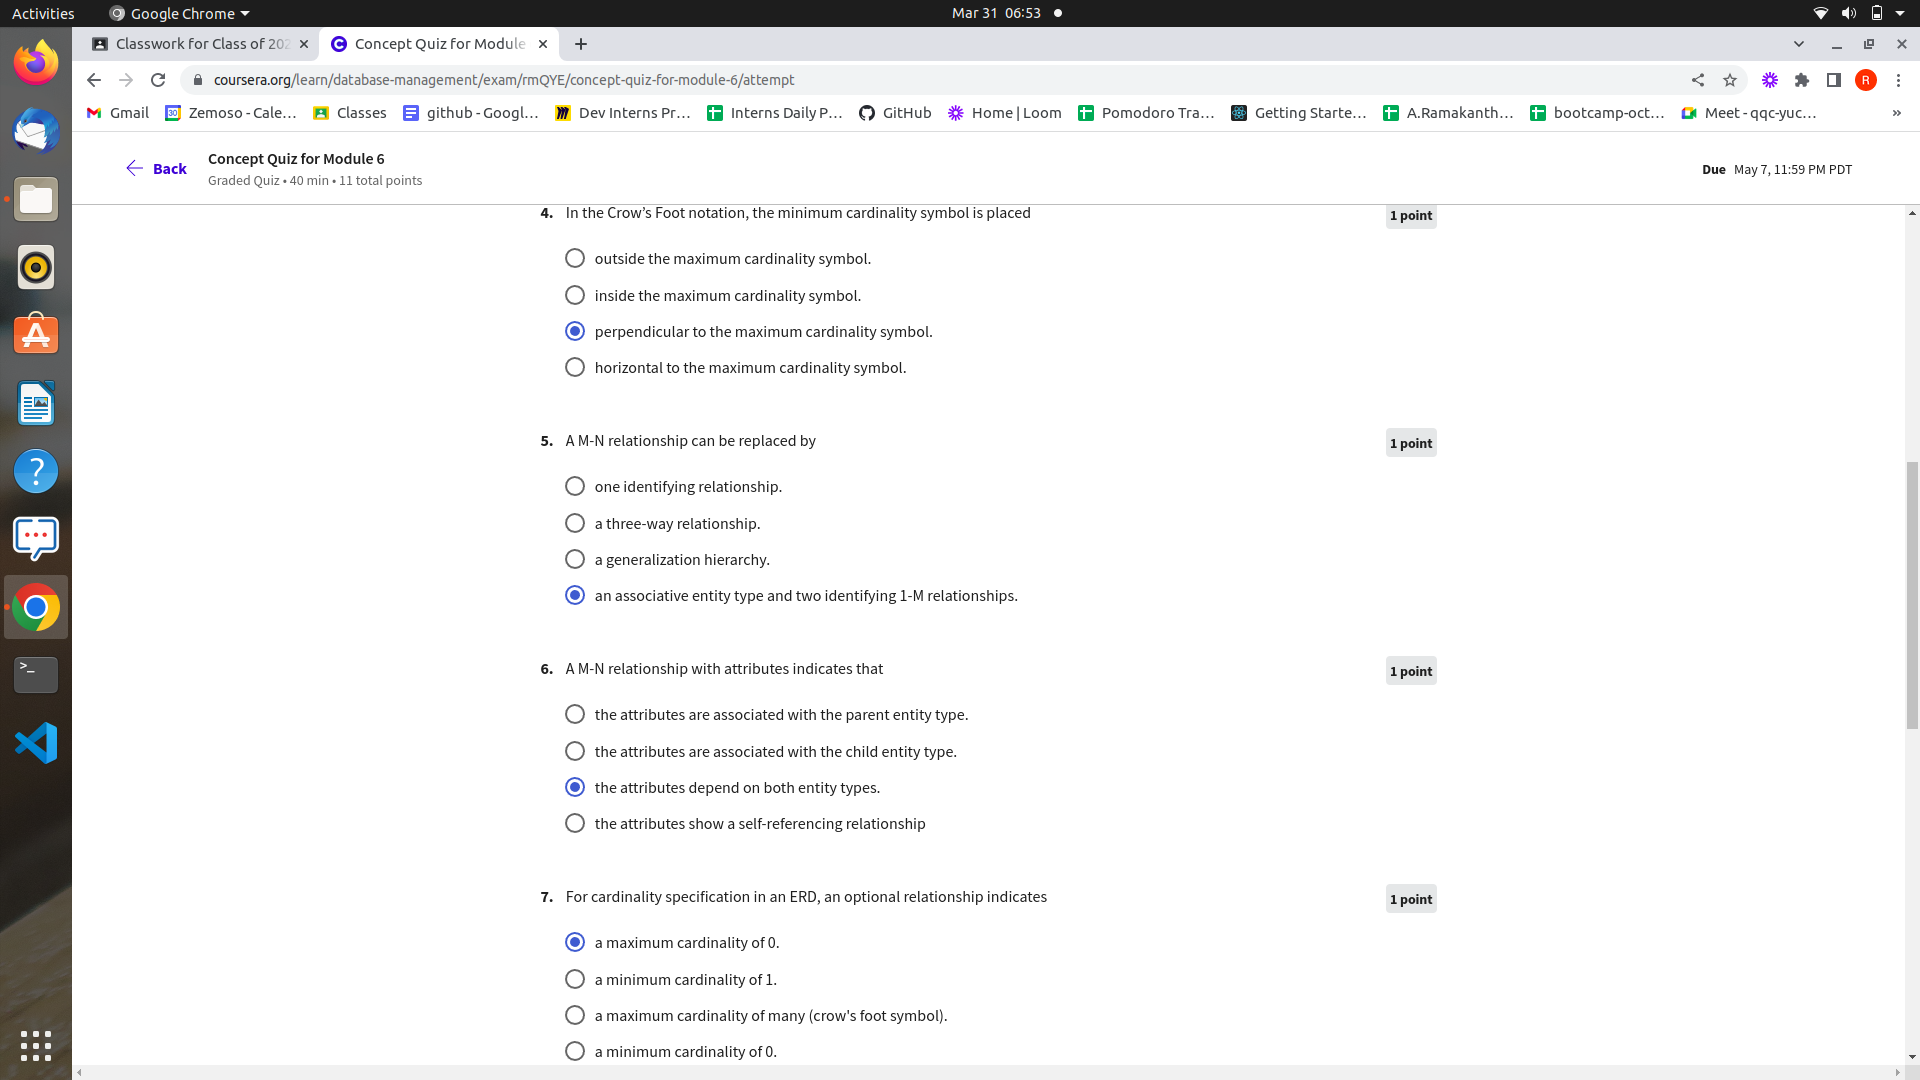 Activities
Google Chrome
Mar 31 06:53
Classwork for Class of 202
Concept Quiz for Module
coursera.org/learn/database-management/exam/rmQYE/concept-quiz-for-module-6/attempt
R
Gmail
30
Zemoso - Cale...
Classes
github - Googl...
Dev Interns Pr...
Interns Daily P...
GitHub
Home | Loom
Pomodoro Tra...
Getting Starte...
A.Ramakanth...
bootcamp-oct...
Meet - qqc-yuc...
»
Back
Concept Quiz for Module 6
Graded Quiz • 40 min • 11 total points
Due May 7, 11:59 PM PDT
4. In the Crow’s Foot notation, the minimum cardinality symbol is placed
1 point
outside the maximum cardinality symbol.
inside the maximum cardinality symbol.
perpendicular to the maximum cardinality symbol.
horizontal to the maximum cardinality symbol.
5. A M-N relationship can be replaced by
1 point
one identifying relationship.
a three-way relationship.
a generalization hierarchy.
an associative entity type and two identifying 1-M relationships.
6. A M-N relationship with attributes indicates that
1 point
the attributes are associated with the parent entity type.
the attributes are associated with the child entity type.
the attributes depend on both entity types.
the attributes show a self-referencing relationship
7. For cardinality specification in an ERD, an optional relationship indicates
1 point
a maximum cardinality of 0.
a minimum cardinality of 1.
a maximum cardinality of many (crow's foot symbol).
a minimum cardinality of 0.